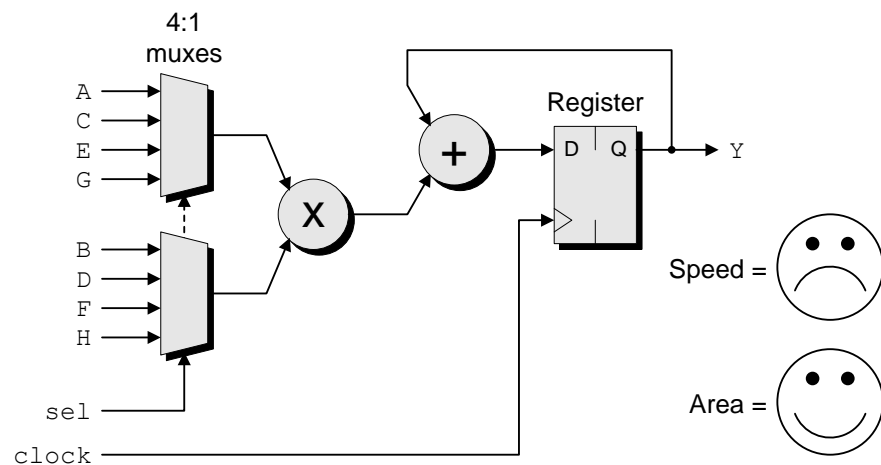 4:1
muxes
A
C
E
G
B
D
F
H
sel
clock
x
+
Register
D Q
Y
Speed =
Area =